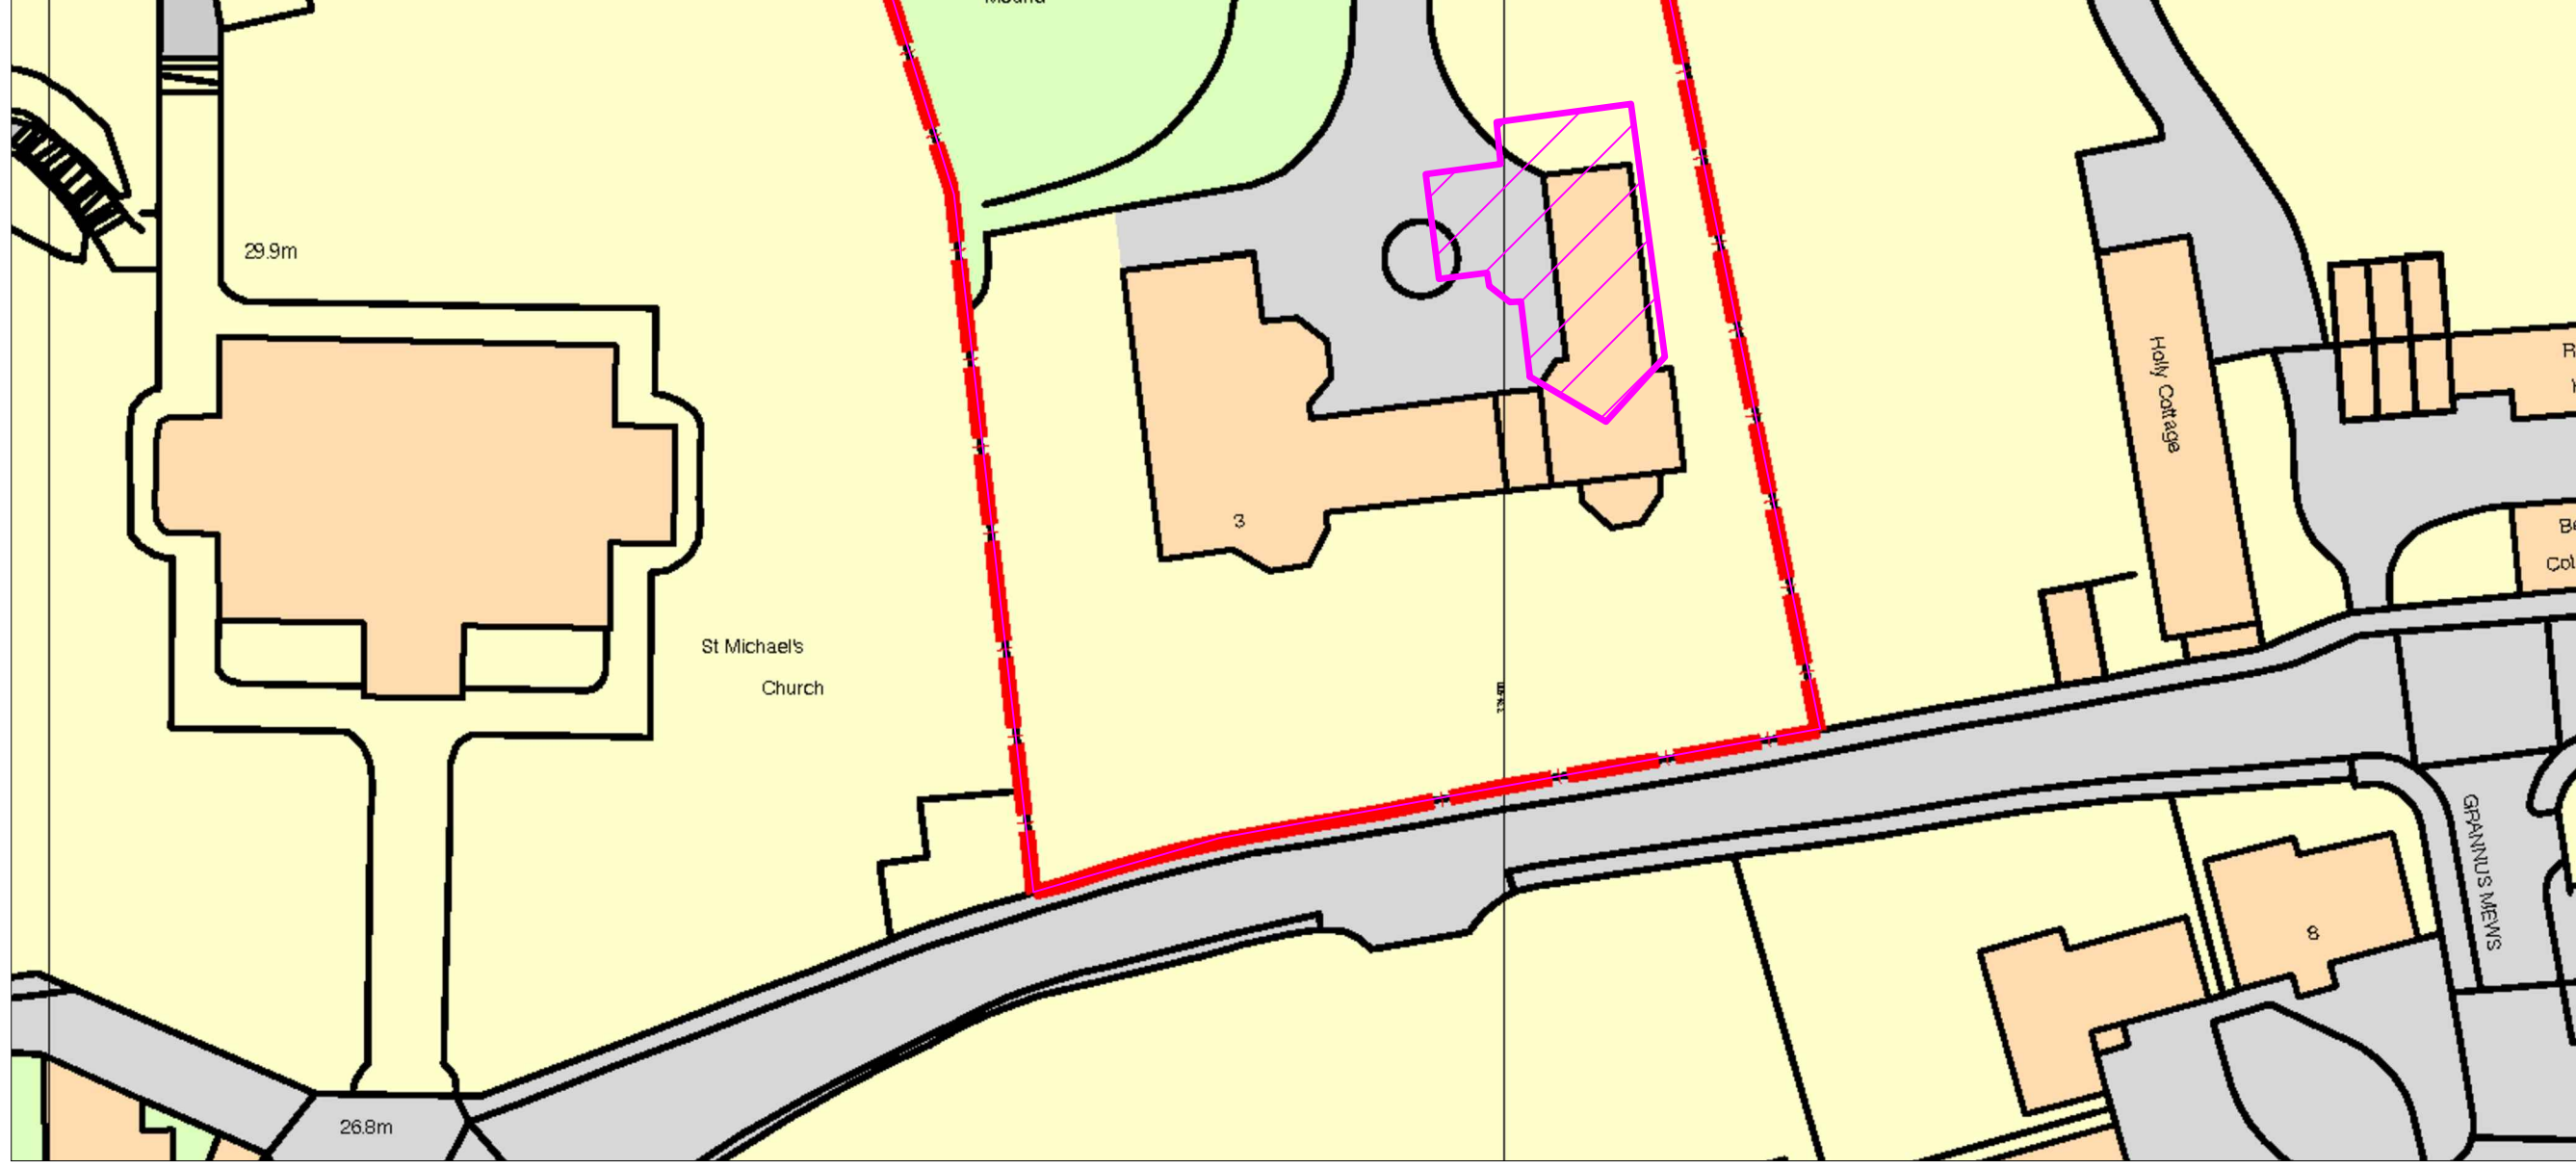 29.9m
Holly Cottage
3
St Michael's
Church
GRANNUS MEWS
8
26.8m